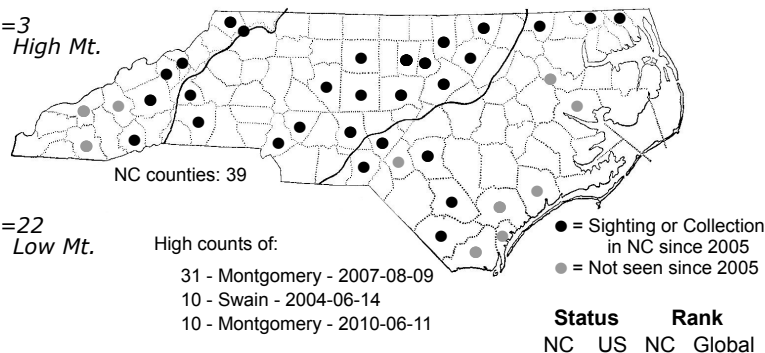 =3
High Mt.
NC counties: 39
=22
Low Mt.
High counts of:
31 - Montgomery - 2007-08-09
10 - Swain - 2004-06-14
10 - Montgomery - 2010-06-11
= Sighting or Collection
in NC since 2005
= Not seen since 2005
Status Rank
NC US NC Global